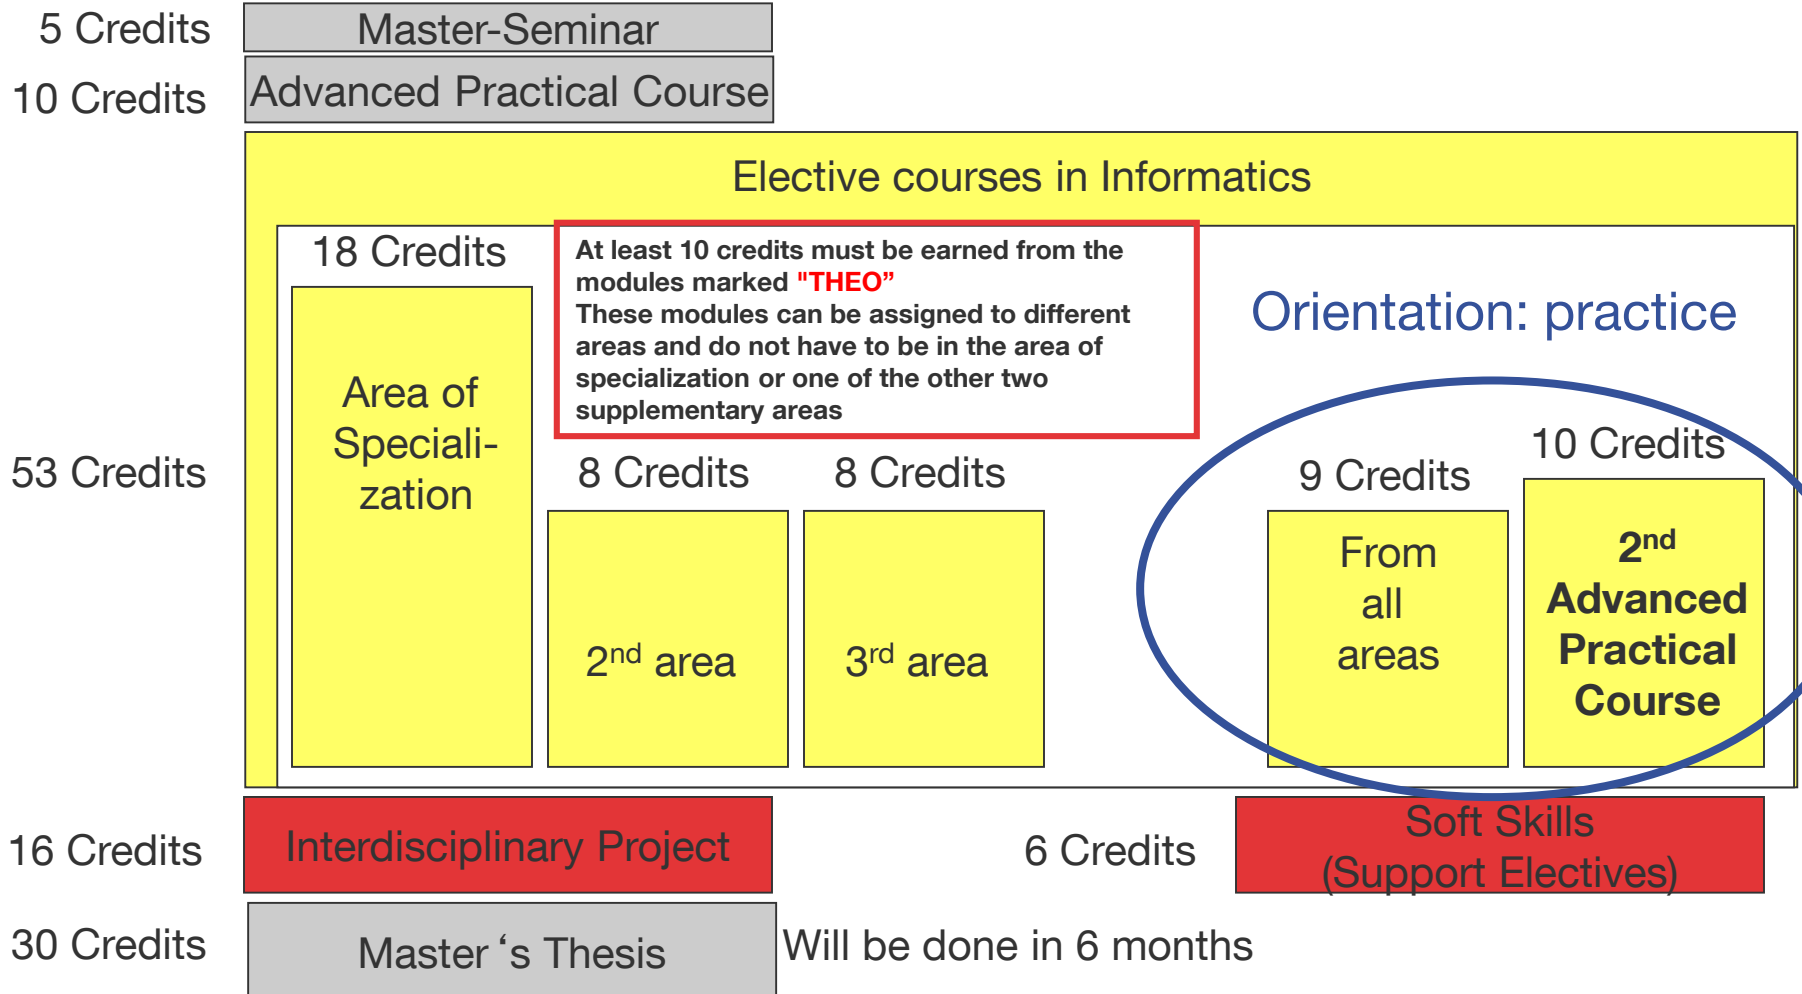 5 Credits
Master-Seminar
10 Credits
Advanced Practical Course
Elective courses in Informatics
18 Credits
At least 10 credits must be earned from the
modules marked "THEO”
These modules can be assigned to different
areas and do not have to be in the area of
specialization or one of the other two
supplementary areas
Orientation: practice
53 Credits
Area of
Speciali-
zation
8 Credits
2nd area
8 Credits
3rd area
9 Credits
From
all
areas
10 Credits
2nd
Advanced
Practical
Course
16 Credits
Interdisciplinary Project
6 Credits
Soft Skills
(Support Electives)
30 Credits
Master‘s Thesis
Will be done in 6 months